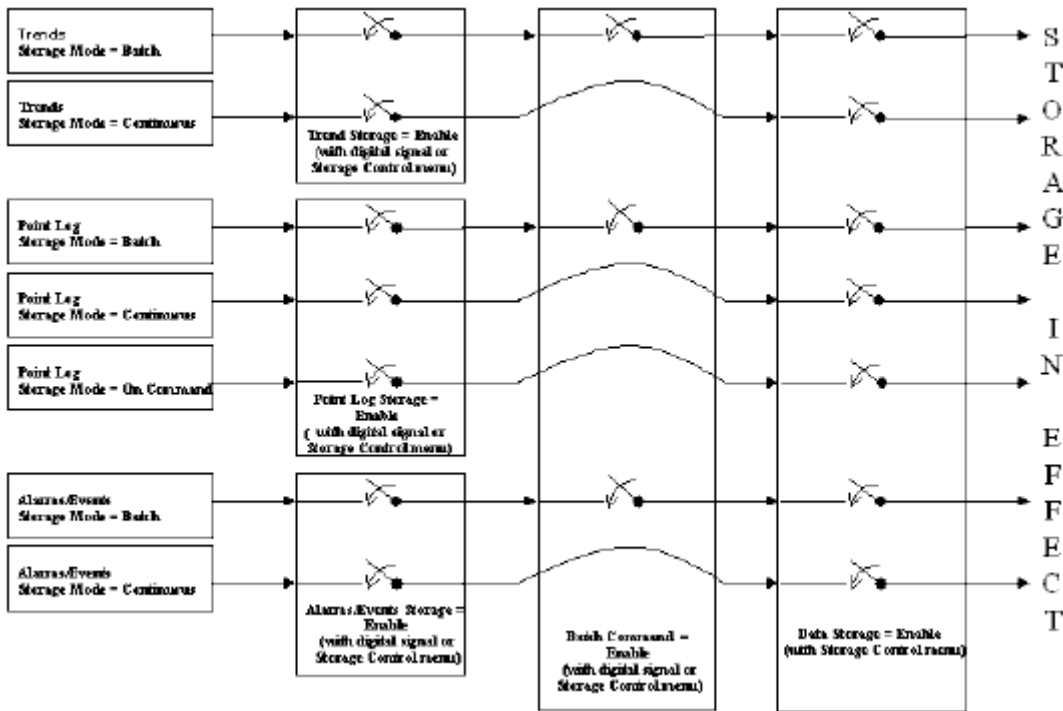 Trends
Storage Mode = Batch
Trends
Storage Mode = Continuous
Trend Storage = Enable
(with digital signal or
Storage Control menu)
Point Log
Storage Mode = Batch
Point Log
Storage Mode = Continuous
Point Log
Storage Mode = On Command
Point Log Storage =
Enable
( with digital signal or
Storage Control menu)
Alarms/Events
Storage Mode = Batch
Alarms/Events
Storage Mode = Continuous
Alarms/Events Storage =
Enable
(with digital signal or
Storage Control menu)
Batch Command =
Enable
(with digital signal or
Storage Control menu)
Data Storage = Enable
(with Storage Control menu)
STORAGE IN EFFECT